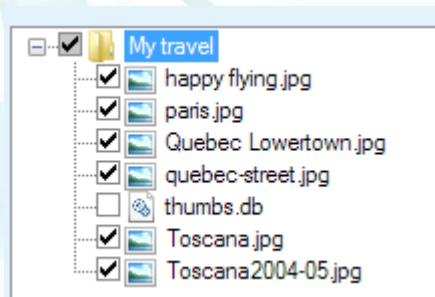 My travel
happy flying.jpg
paris.jpg
Quebec Lowertown.jpg
quebec-street.jpg
thumbs.db
Toscana.jpg
Toscana2004-05.jpg